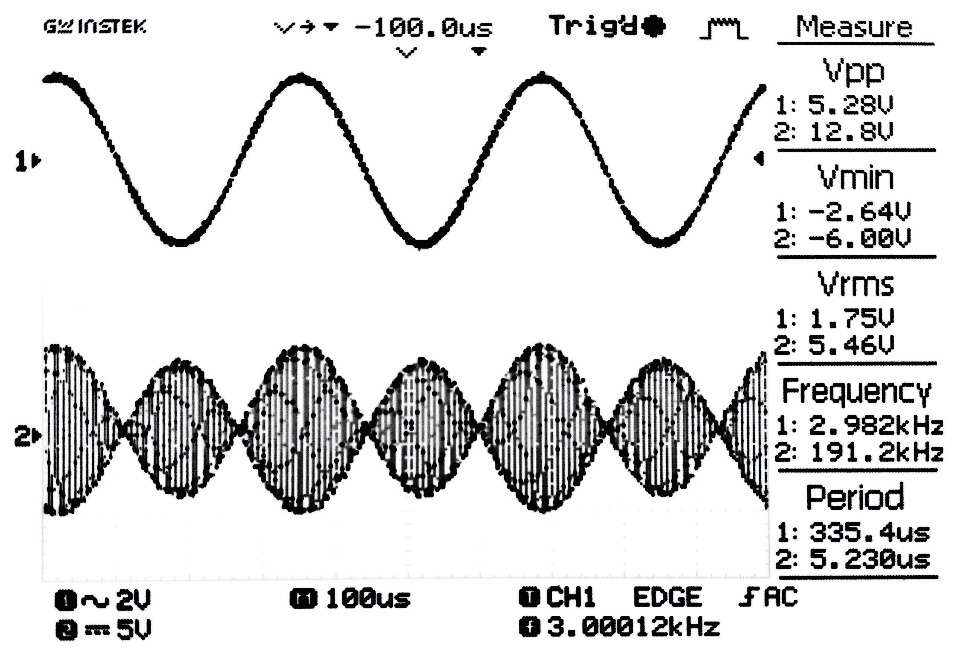 GW INSTEK -100.0us Trig'd Measure
Vpp
1: 5.28V
2: 12.8V
Vmin
1: -2.64V
2: -6.00V
Vrms
1: 1.75V
2: 5.46V
Frequency
1: 2.982kHz
2: 191.2kHz
Period
1: 335.4us
2: 5.230us
1
2
1 2V M 100us T CH1 EDGE AC
2 5V f 3.00012kHz